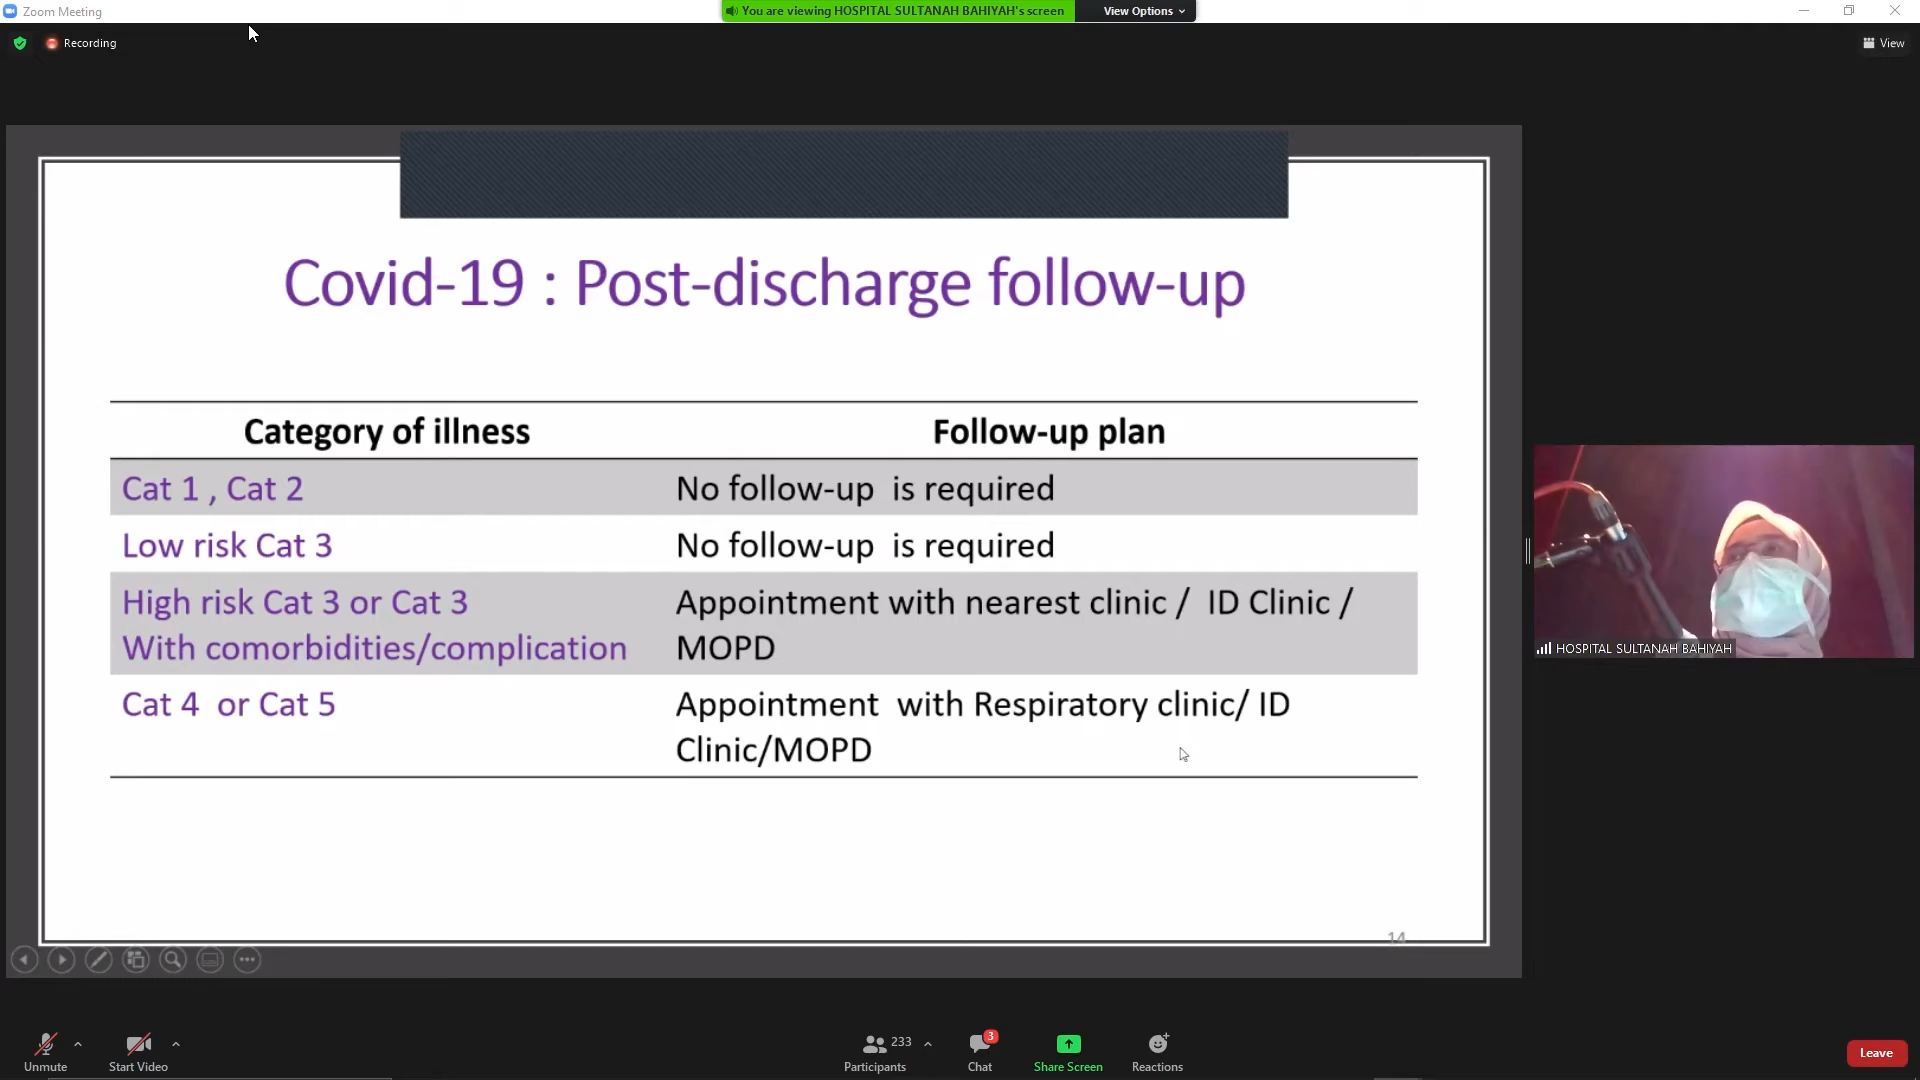 Zoom Meeting
You are viewing HOSPITAL SULTANAH BAHIYAH's screen
View Options
Recording
View
Covid-19 : Post-discharge follow-up
Category of illness
Follow-up plan
Cat 1 , Cat 2
No follow-up is required
Low risk Cat 3
No follow-up is required
High risk Cat 3 or Cat 3
With comorbidities/complication
Appointment with nearest clinic / ID Clinic /
MOPD
Cat 4 or Cat 5
Appointment with Respiratory clinic/ ID
Clinic/MOPD
14
HOSPITAL SULTANAH BAHIYAH
Unmute
Start Video
233
Participants
3
Chat
Share Screen
Reactions
Leave